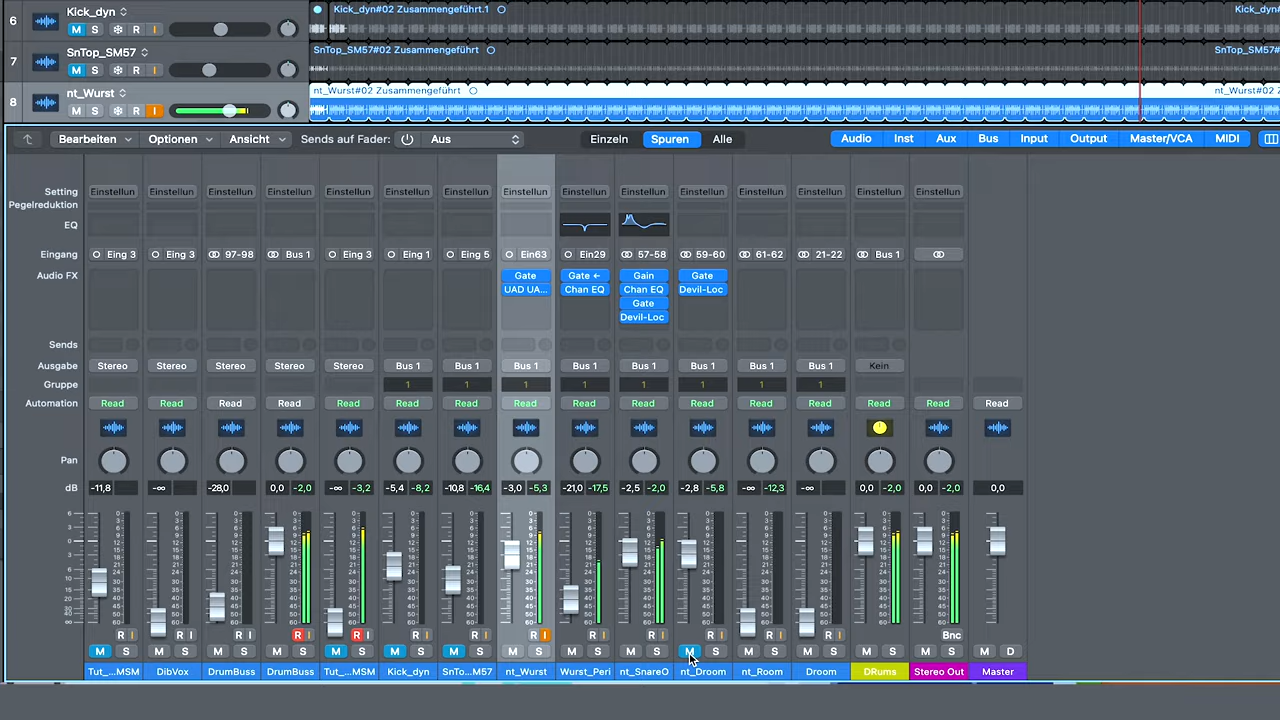 6 Kick_dyn Kick_dyn#02 Zusammengeführt.1 Kick_dyn#
M S R I
7 SnTop_SM57 SnTop_SM57#02 Zusammengeführt SnTop_SM57#
M S R I
8 nt_Wurst nt_Wurst#02 Zusammengeführt nt_Wurst#02 Z
M S R I
Bearbeiten Optionen Ansicht Sends auf Fader: Aus Einzeln Spuren Alle Audio Inst Aux Bus Input Output Master/VCA MIDI
Setting Einstellun Einstellun Einstellun Einstellun Einstellun Einstellun Einstellun Einstellun Einstellun Einstellun Einstellun Einstellun Einstellun Einstellun Einstellun
Pegelreduktion
EQ
Eingang Eing 3 Eing 3 97-98 Bus 1 Eing 3 Eing 1 Eing 5 Ein63 Ein29 57-58 59-60 61-62 21-22 Bus 1
Audio FX Gate Gate ← Gain Gate
UAD UA... Chan EQ Chan EQ Devil-Loc
Gate
Devil-Loc
Sends
Ausgabe Stereo Stereo Stereo Stereo Stereo Bus 1 Bus 1 Bus 1 Bus 1 Bus 1 Bus 1 Bus 1 Bus 1 Kein
Gruppe 1 1 1 1 1 1 1 1
Automation Read Read Read Read Read Read Read Read Read Read Read Read Read Read Read Read
Pan
dB -11,8 -∞ -28,0 0,0 -2,0 -∞ -3,2 -5,4 -8,2 -10,8 -16,4 -3,0 -5,3 -21,0 -17,5 -2,5 -2,0 -2,8 -5,8 -∞ -12,3 -∞ 0,0 -2,0 0,0 -2,0 0,0
R I R I R I R I R I R I R I R I R I R I R I R I R I Bnc
M S M S M S M S M S M S M S M S M S M S M S M S M S M S M S M D
Tut_...MSM DibVox DrumBuss DrumBuss Tut_...MSM Kick_dyn SnTo...M57 nt_Wurst Wurst_Peri nt_SnareO nt_Droom nt_Room Droom DRums Stereo Out Master